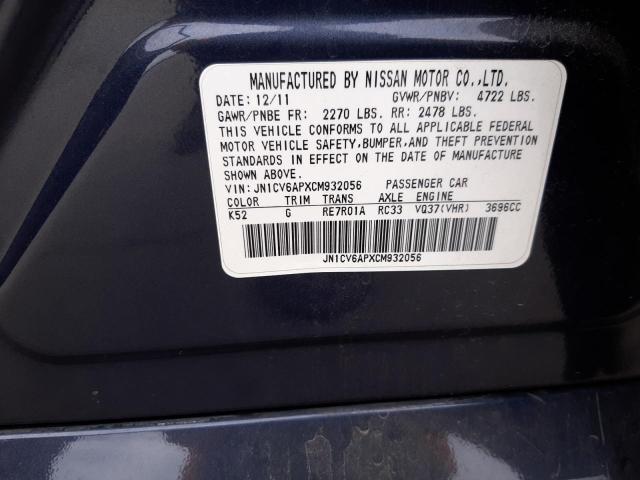 MANUFACTURED BY NISSAN MOTOR CO.,LTD.
DATE: 12/11 GVWR/PNBV: 4722 LBS.
GAWR/PNBE FR: 2270 LBS. RR: 2478 LBS.
THIS VEHICLE CONFORMS TO ALL APPLICABLE FEDERAL
MOTOR VEHICLE SAFETY,BUMPER,AND THEFT PREVENTION
STANDARDS IN EFFECT ON THE DATE OF MANUFACTURE
SHOWN ABOVE.
VIN: JN1CV6APXCM932056 PASSENGER CAR
COLOR TRIM TRANS AXLE ENGINE
K52 G RE7R01A RC33 VQ37(VHR) 3696CC
JN1CV6APXCM932056